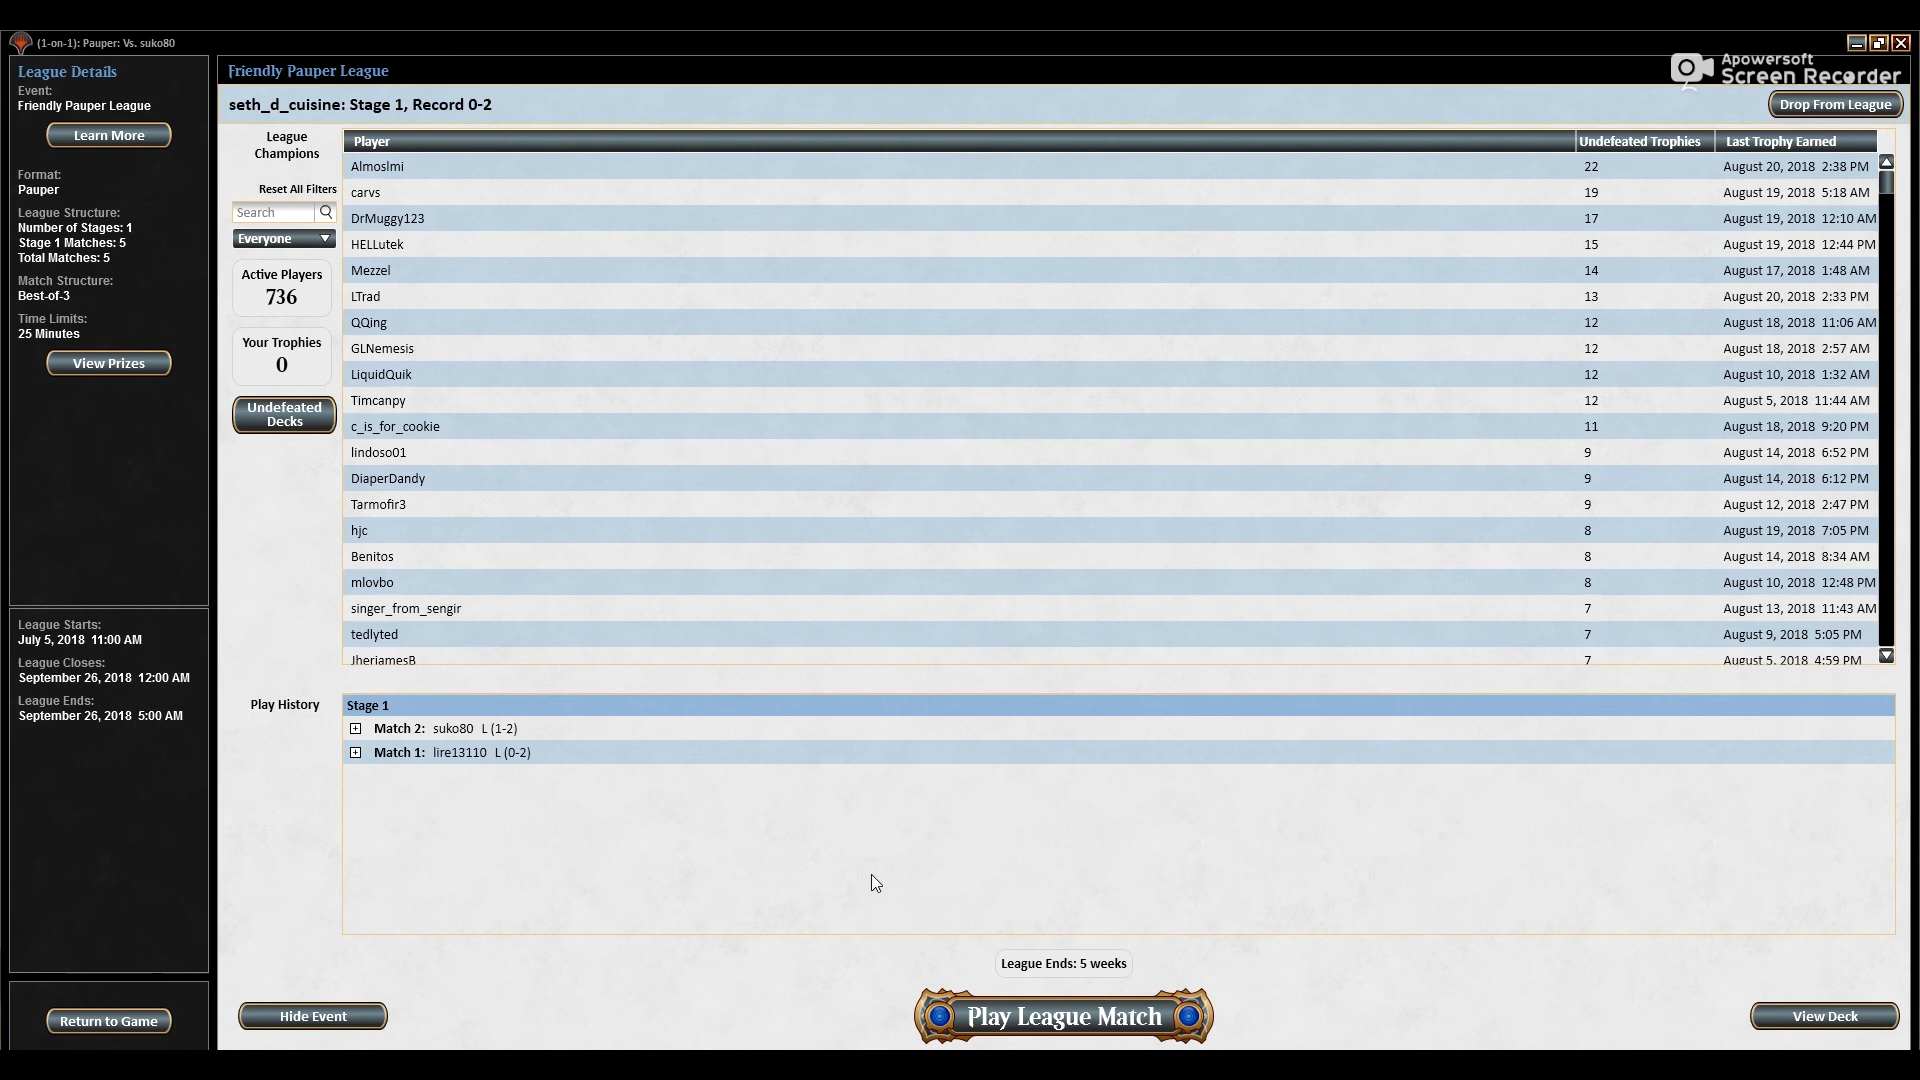 (1-on-1): Pauper: Vs. suko80
Apowersoft
Screen Recorder
League Details
Event:
Friendly Pauper League
Learn More
Format:
Pauper
League Structure:
Number of Stages: 1
Stage 1 Matches: 5
Total Matches: 5
Match Structure:
Best-of-3
Time Limits:
25 Minutes
View Prizes
League Starts:
July 5, 2018 11:00 AM
League Closes:
September 26, 2018 12:00 AM
League Ends:
September 26, 2018 5:00 AM
Return to Game
Friendly Pauper League
seth_d_cuisine: Stage 1, Record 0-2
Drop From League
League
Champions
Reset All Filters
Search
Everyone
Active Players
736
Your Trophies
0
Undefeated
Decks
Player Undefeated Trophies Last Trophy Earned
Almoslmi 22 August 20, 2018 2:38 PM
carvs 19 August 19, 2018 5:18 AM
DrMuggy123 17 August 19, 2018 12:10 AM
HELLutek 15 August 19, 2018 12:44 PM
Mezzel 14 August 17, 2018 1:48 AM
LTrad 13 August 20, 2018 2:33 PM
QQing 12 August 18, 2018 11:06 AM
GLNemesis 12 August 18, 2018 2:57 AM
LiquidQuik 12 August 10, 2018 1:32 AM
Timcanpy 12 August 5, 2018 11:44 AM
c_is_for_cookie 11 August 18, 2018 9:20 PM
lindoso01 9 August 14, 2018 6:52 PM
DiaperDandy 9 August 14, 2018 6:12 PM
Tarmofir3 9 August 12, 2018 2:47 PM
hjc 8 August 19, 2018 7:05 PM
Benitos 8 August 14, 2018 8:34 AM
mlovbo 8 August 10, 2018 12:48 PM
singer_from_sengir 7 August 13, 2018 11:43 AM
tedlyted 7 August 9, 2018 5:05 PM
JherjamesB 7 August 5, 2018 4:59 PM
Play History
Stage 1
Match 2: suko80 L (1-2)
Match 1: lire13110 L (0-2)
League Ends: 5 weeks
Hide Event
Play League Match
View Deck